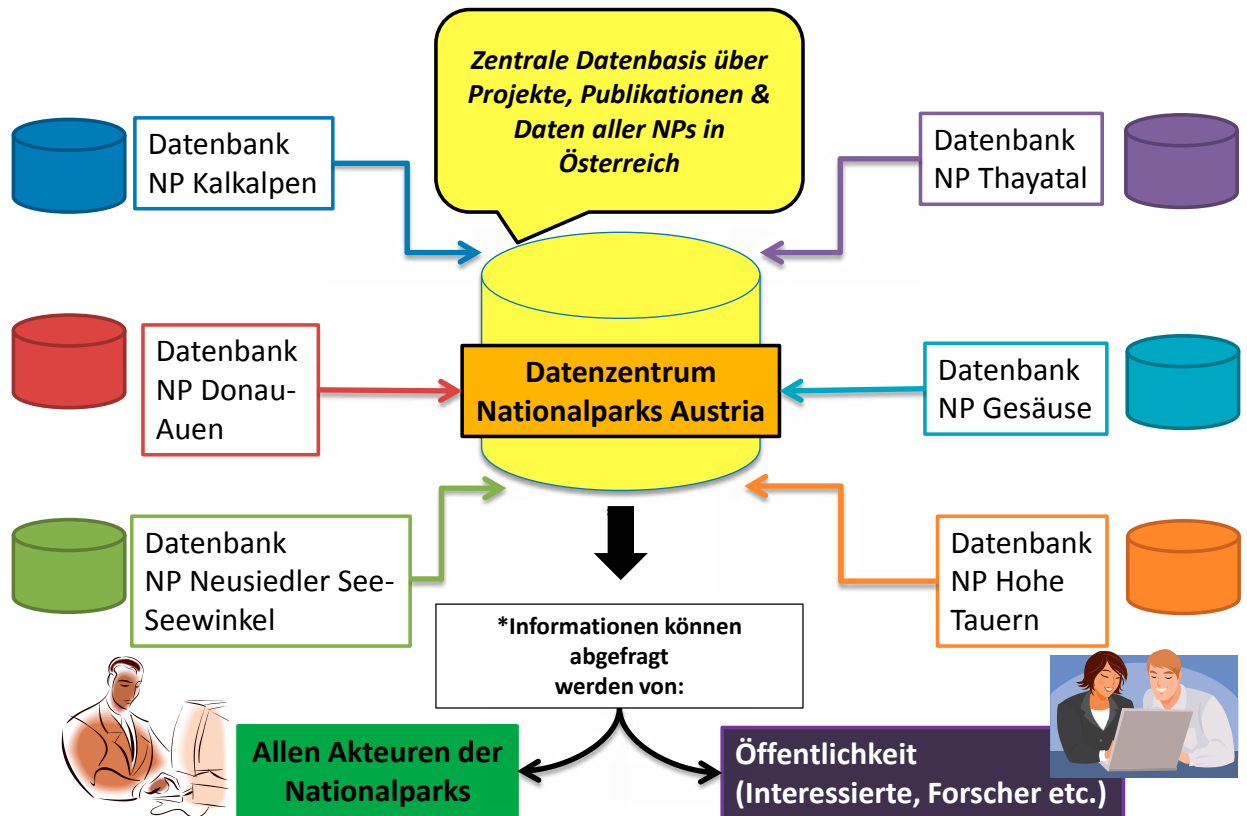 Zentrale Datenbasis über
Projekte, Publikationen &
Daten aller NPs in
Österreich
Datenbank
NP Kalkalpen
Datenbank
NP Thayatal
Datenbank
NP Donau-
Auen
Datenzentrum
Nationalparks Austria
Datenbank
NP Gesäuse
Datenbank
NP Neusiedler See-
Seewinkel
Datenbank
NP Hohe
Tauern
*Informationen können
abgefragt
werden von:
Allen Akteuren der
Nationalparks
Öffentlichkeit
(Interessierte, Forscher etc.)